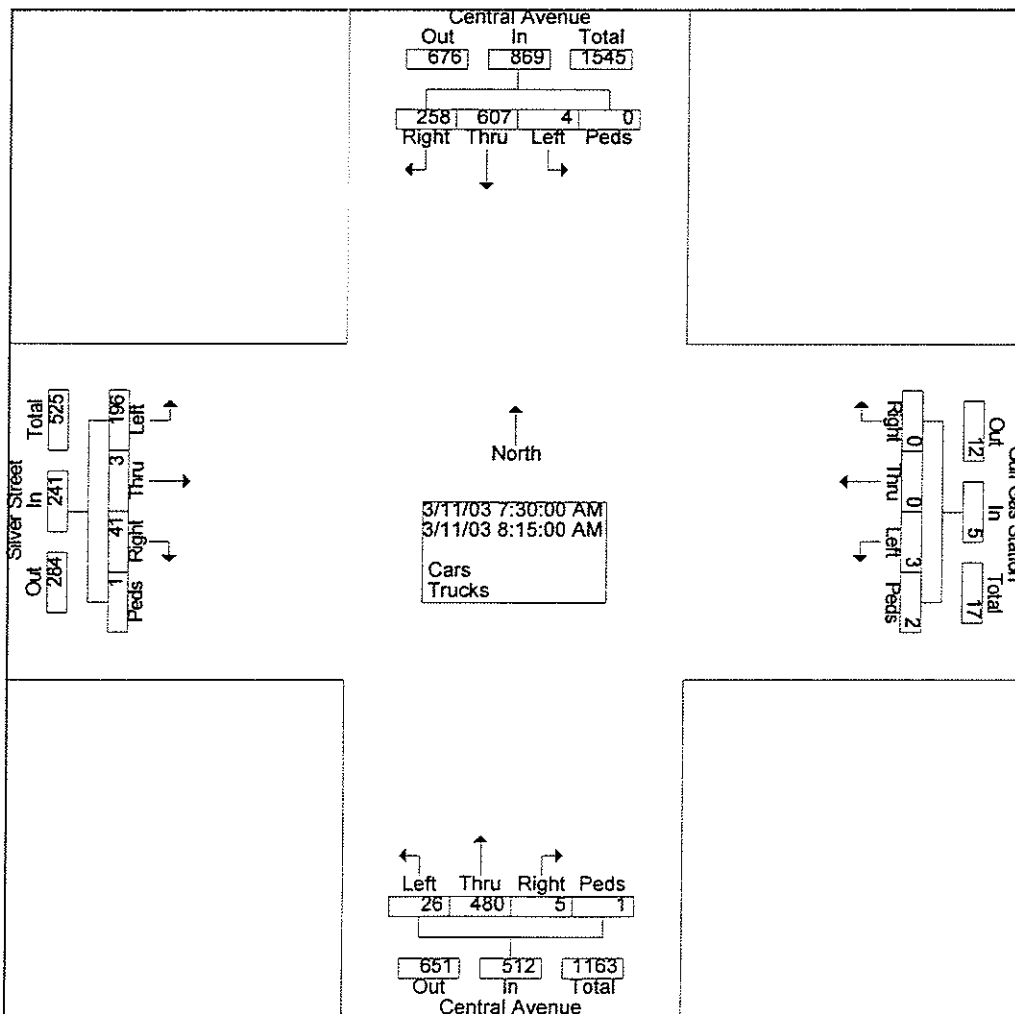 Central Avenue
Out In Total
676 869 1545
258 607 4 0
Right Thru Left Peds
Silver Street
Total In Out
525 241 284
196 3 41 1
Left Thru Right Peds
North
3/11/03 7:30:00 AM
3/11/03 8:15:00 AM
Cars
Trucks
Right Thru Left Peds
0 0 3 2
12 5 17
Out In Total
Gas Station
Left Thru Right Peds
26 480 5 1
651 512 1163
Out In Total
Central Avenue